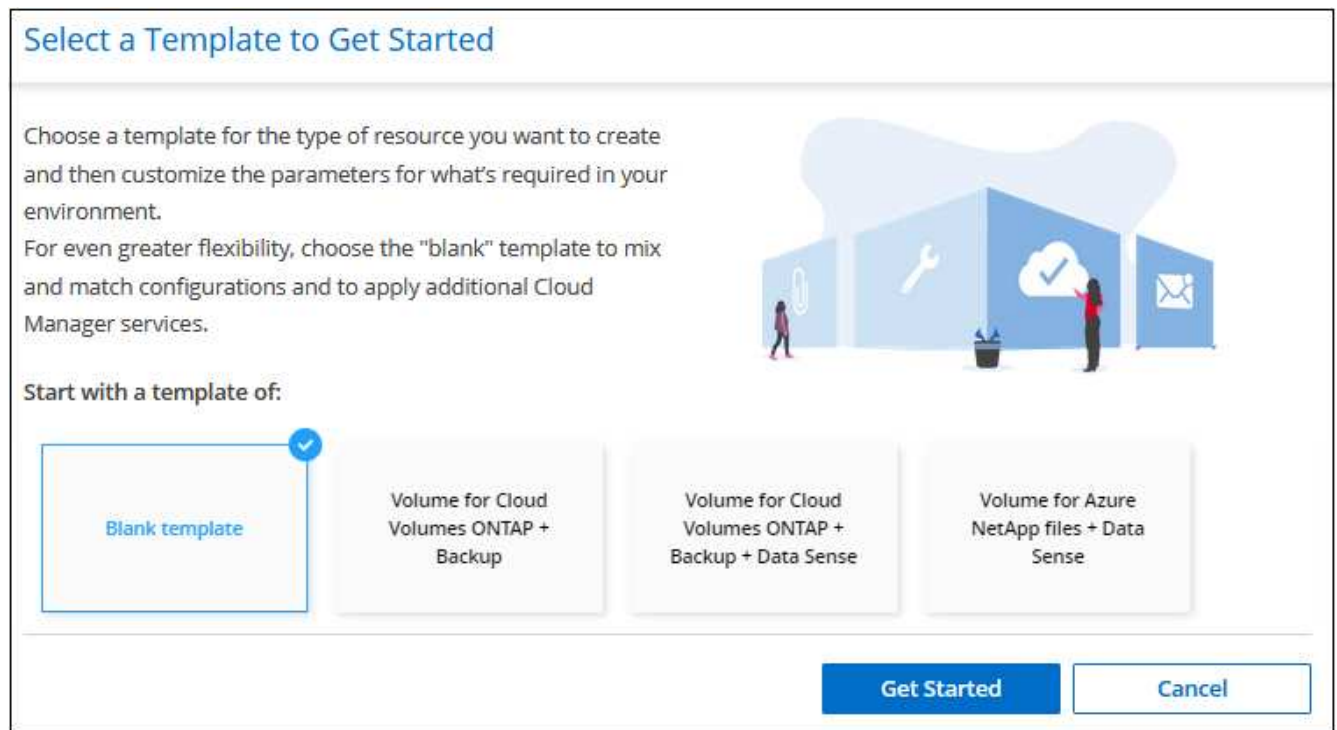 Select a Template to Get Started
Choose a template for the type of resource you want to create
and then customize the parameters for what's required in your
environment.
For even greater flexibility, choose the "blank" template to mix
and match configurations and to apply additional Cloud
Manager services.
Start with a template of:
Blank template
Volume for Cloud
Volumes ONTAP +
Backup
Volume for Cloud
Volumes ONTAP +
Backup + Data Sense
Volume for Azure
NetApp files + Data
Sense
Get Started
Cancel